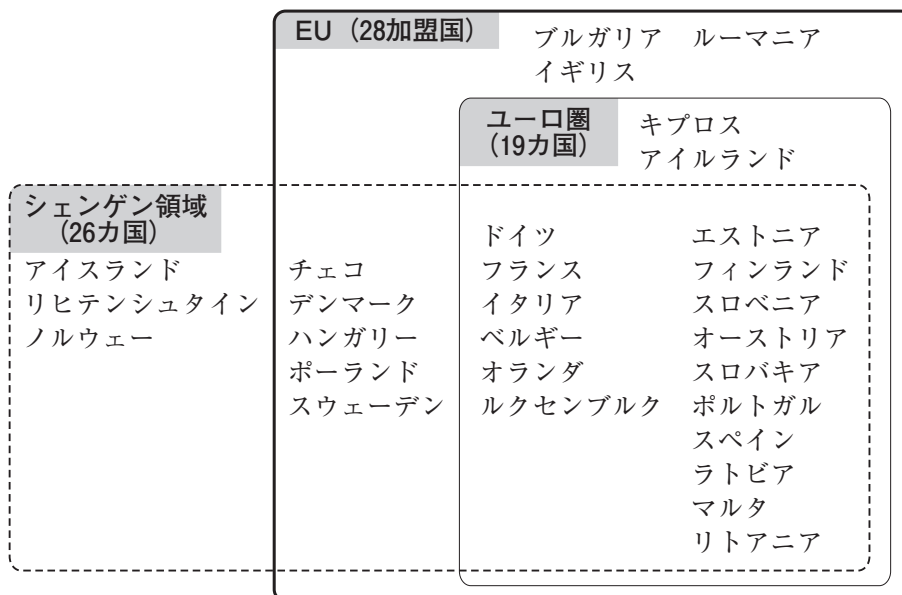 EU（28加盟国）
ブルガリア　ルーマニア
イギリス
ユーロ圏
（19カ国）
キプロス
アイルランド
シェンゲン領域
（26カ国）
アイスランド
リヒテンシュタイン
ノルウェー
チェコ
デンマーク
ハンガリー
ポーランド
スウェーデン
ドイツ
フランス
イタリア
ベルギー
オランダ
ルクセンブルク
エストニア
フィンランド
スロベニア
オーストリア
スロバキア
ポルトガル
スペイン
ラトビア
マルタ
リトアニア